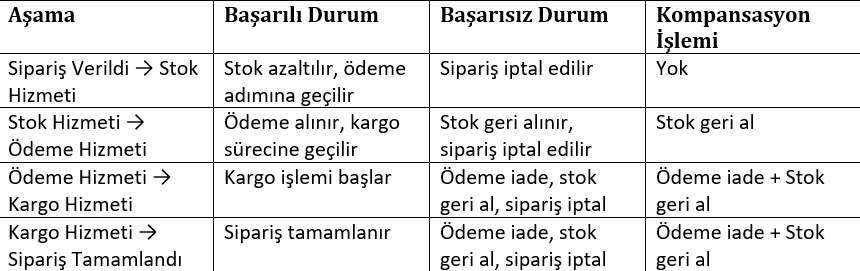 Aşama Başarılı Durum Başarısız Durum Kompansasyon
İşlemi
Sipariş Verildi → Stok Stok azaltılır, ödeme Sipariş iptal edilir Yok
Hizmeti adımına geçilir
Stok Hizmeti → Ödeme alınır, kargo Stok geri alınır, Stok geri al
Ödeme Hizmeti sürecine geçilir sipariş iptal edilir
Ödeme Hizmeti → Kargo işlemi başlar Ödeme iade, stok Ödeme iade + Stok
Kargo Hizmeti geri al, sipariş iptal geri al
Kargo Hizmeti → Sipariş tamamlanır Ödeme iade, stok Ödeme iade + Stok
Sipariş Tamamlandı geri al, sipariş iptal geri al